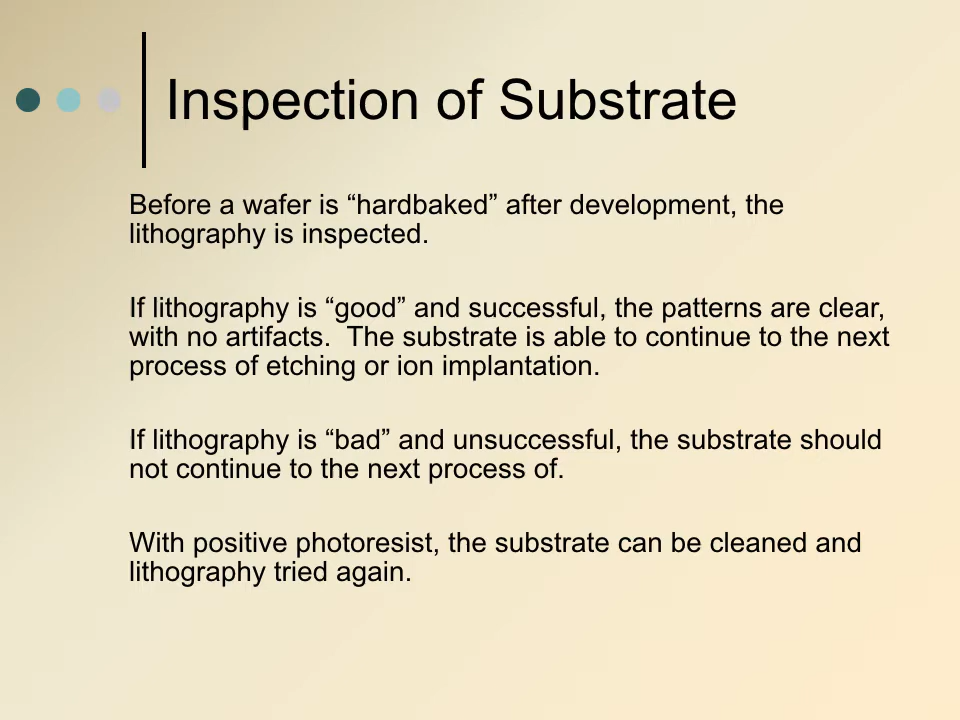 Inspection of Substrate
Before a wafer is “hardbaked” after development, the
lithography is inspected.
If lithography is “good” and successful, the patterns are clear,
with no artifacts.  The substrate is able to continue to the next
process of etching or ion implantation.
If lithography is “bad” and unsuccessful, the substrate should
not continue to the next process of.
With positive photoresist, the substrate can be cleaned and
lithography tried again.